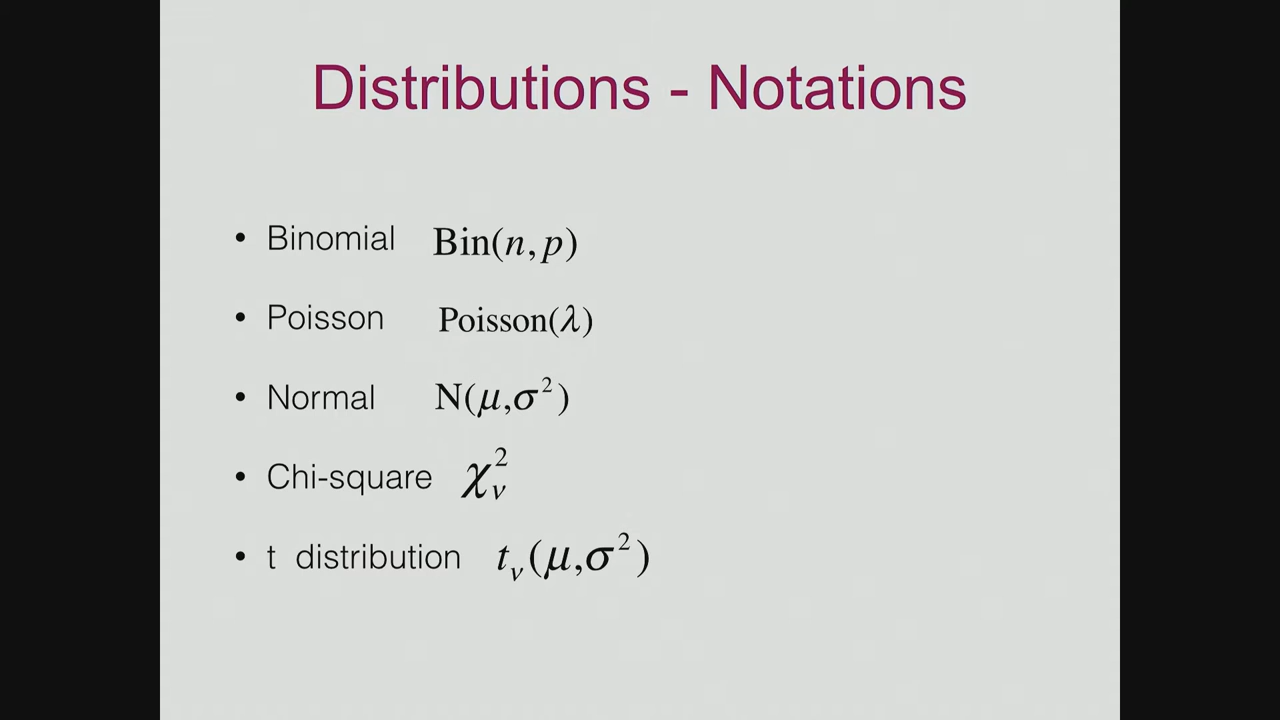 Distributions - Notations
• Binomial Bin(n, p)
• Poisson Poisson(λ)
• Normal N(μ,σ²)
• Chi-square χ²ᵥ
• t distribution tᵥ(μ,σ²)